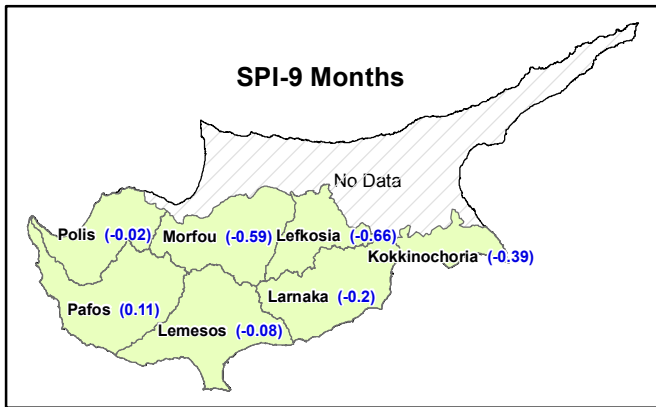 SPI-9 Months
No Data
Polis (-0.02)
Morfou (-0.59)
Lefkosia (-0.66)
Kokkinochoria (-0.39)
Pafos (0.11)
Larnaka (-0.2)
Lemesos (-0.08)